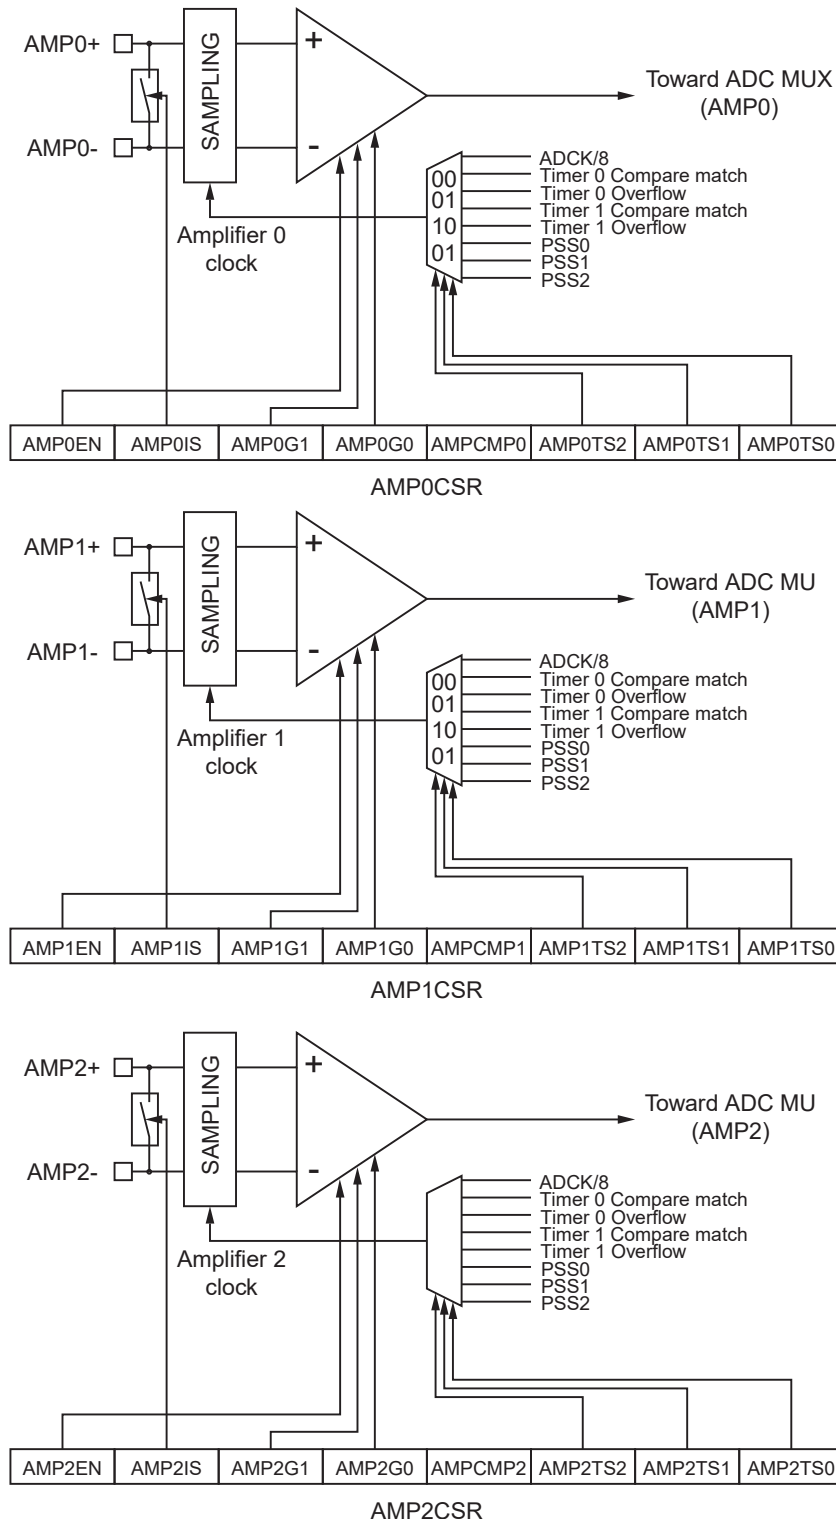 AMP0+
SAMPLING
+
Toward ADC MUX
(AMP0)
AMP0-
-
ADCK/8
00
Timer 0 Compare match
01
Timer 0 Overflow
Timer 1 Compare match
10
Timer 1 Overflow
Amplifier 0
clock
PSS0
01
PSS1
PSS2
AMP0EN AMP0IS AMP0G1 AMP0G0 AMPCMP0 AMP0TS2 AMP0TS1 AMP0TS0
AMP0CSR
AMP1+
SAMPLING
+
Toward ADC MU
(AMP1)
AMP1-
-
ADCK/8
00
Timer 0 Compare match
01
Timer 0 Overflow
Timer 1 Compare match
10
Timer 1 Overflow
Amplifier 1
clock
PSS0
01
PSS1
PSS2
AMP1EN AMP1IS AMP1G1 AMP1G0 AMPCMP1 AMP1TS2 AMP1TS1 AMP1TS0
AMP1CSR
AMP2+
SAMPLING
+
Toward ADC MU
(AMP2)
AMP2-
-
ADCK/8
Timer 0 Compare match
Timer 0 Overflow
Timer 1 Compare match
Timer 1 Overflow
Amplifier 2
clock
PSS0
PSS1
PSS2
AMP2EN AMP2IS AMP2G1 AMP2G0 AMPCMP2 AMP2TS2 AMP2TS1 AMP2TS0
AMP2CSR